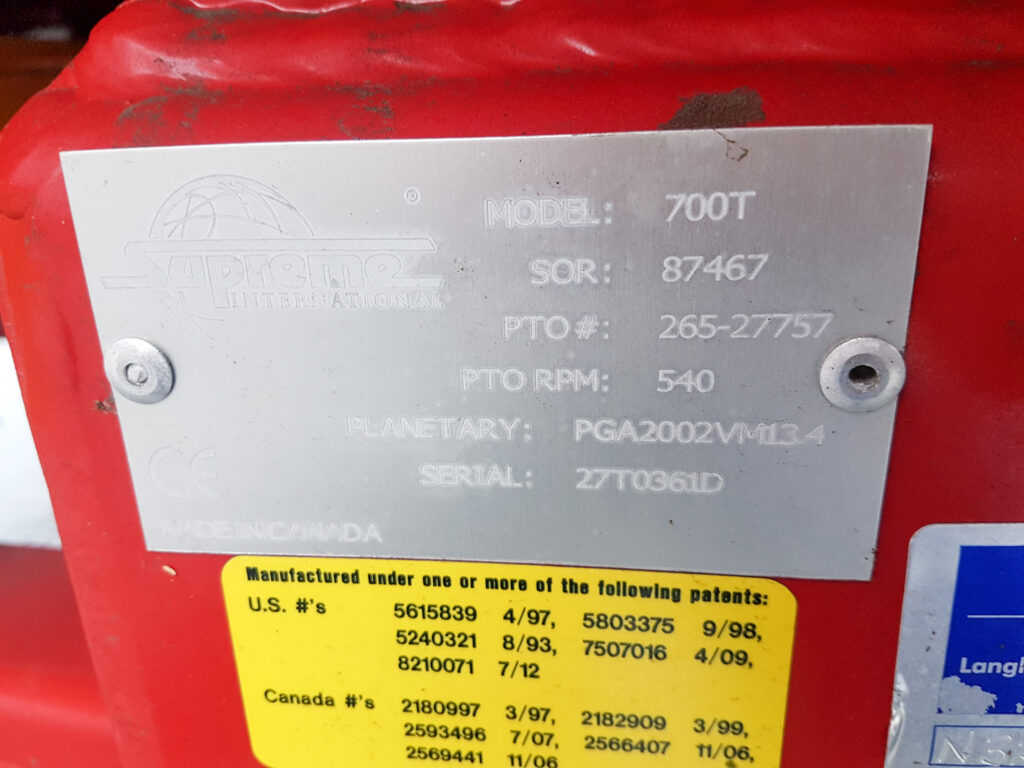 Supreme ®
INTERNATIONAL
MODEL: 700T
SOR: 87467
PTO #: 265-27757
PTO RPM: 540
PLANETARY: PGA2002VM13.4
SERIAL: 27T0361D
CE
MADE IN CANADA
Manufactured under one or more of the following patents:
U.S. #'s 5615839 4/97, 5803375 9/98,
5240321 8/93, 7507016 4/09,
8210071 7/12
Canada #'s 2180997 3/97, 2182909 3/99,
2593496 7/07, 2566407 11/06,
2569441 11/06